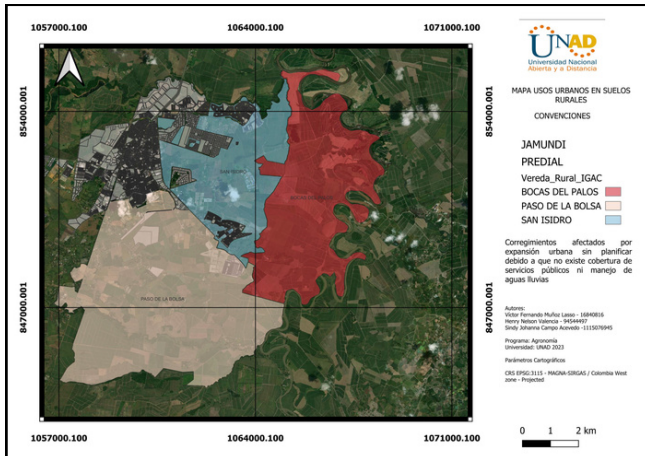 1057000.100 1064000.100 1071000.100
854000.001 854000.001
847000.001 847000.001
SAN ISIDRO
PASO DE LA BOLSA
1057000.100 1064000.100 1071000.100
UNAD
Universidad Nacional
Abierta y a Distancia
MAPA USOS URBANOS EN SUELOS
RURALES
CONVENCIONES
JAMUNDI
PREDIAL
Vereda_Rural_IGAC
BOCAS DEL PALOS
PASO DE LA BOLSA
SAN ISIDRO
Corregimientos afectados por
expansión urbana sin planificar
debido a que no existe cobertura de
servicios públicos ni manejo de
aguas lluvias
Autores:
Victor Fernando Muñoz Lasso - 16840816
Henry Nelson Valencia - 94544497
Sindy Johanna Campo Acevedo -1115076945
Programa: Agronomía
Universidad: UNAD 2023
Parámetros Cartográficos
CRS EPSG:3115 - MAGNA-SIRGAS / Colombia West
zone - Projected
0 1 2 km